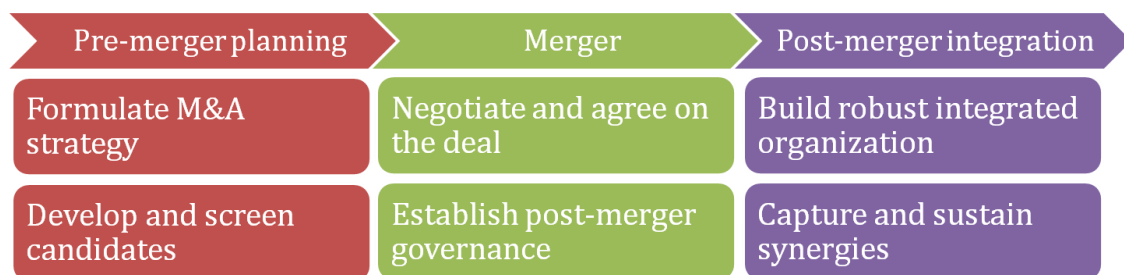 Pre-merger planning
Merger
Post-merger integration
Formulate M&A
strategy
Negotiate and agree on
the deal
Build robust integrated
organization
Develop and screen
candidates
Establish post-merger
governance
Capture and sustain
synergies